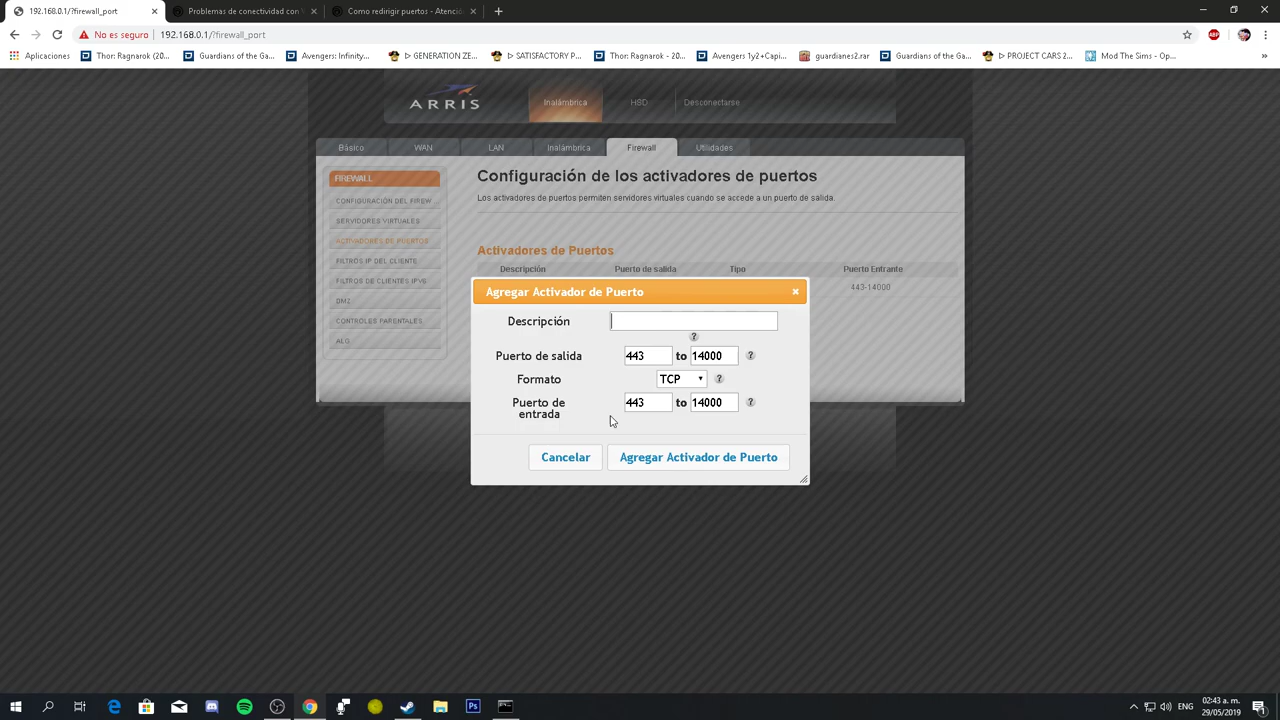 192.168.0.1/?firewall_port
Problemas de conectividad con
Como redirigir puertos - Atenció
No es seguro
192.168.0.1/?firewall_port
ABP
Aplicaciones
Thor: Ragnarok (20...
Guardians of the Ga...
Avengers: Infinity...
▷ GENERATION ZE...
▷ SATISFACTORY P...
Thor: Ragnarok - 20...
Avengers 1y2+Capi...
guardianes2.rar
Guardians of the Ga...
▷ PROJECT CARS 2...
Mod The Sims - Op...
»
ARRIS
Inalámbrica
HSD
Desconectarse
Básico
WAN
LAN
Inalámbrica
Firewall
Utilidades
FIREWALL
CONFIGURACIÓN DEL FIREW...
SERVIDORES VIRTUALES
ACTIVADORES DE PUERTOS
FILTROS IP DEL CLIENTE
FILTROS DE CLIENTES IPV6
DMZ
CONTROLES PARENTALES
ALG
Configuración de los activadores de puertos
Los activadores de puertos permiten servidores virtuales cuando se accede a un puerto de salida.
Activadores de Puertos
Descripción
Puerto de salida
Tipo
Puerto Entrante
443-14000
Agregar Activador de Puerto
Descripción
?
Puerto de salida
443 to 14000 ?
Formato
TCP ?
Puerto de
entrada
443 to 14000 ?
Cancelar
Agregar Activador de Puerto
Ps
ENG
02:43 a. m.
29/05/2019
1